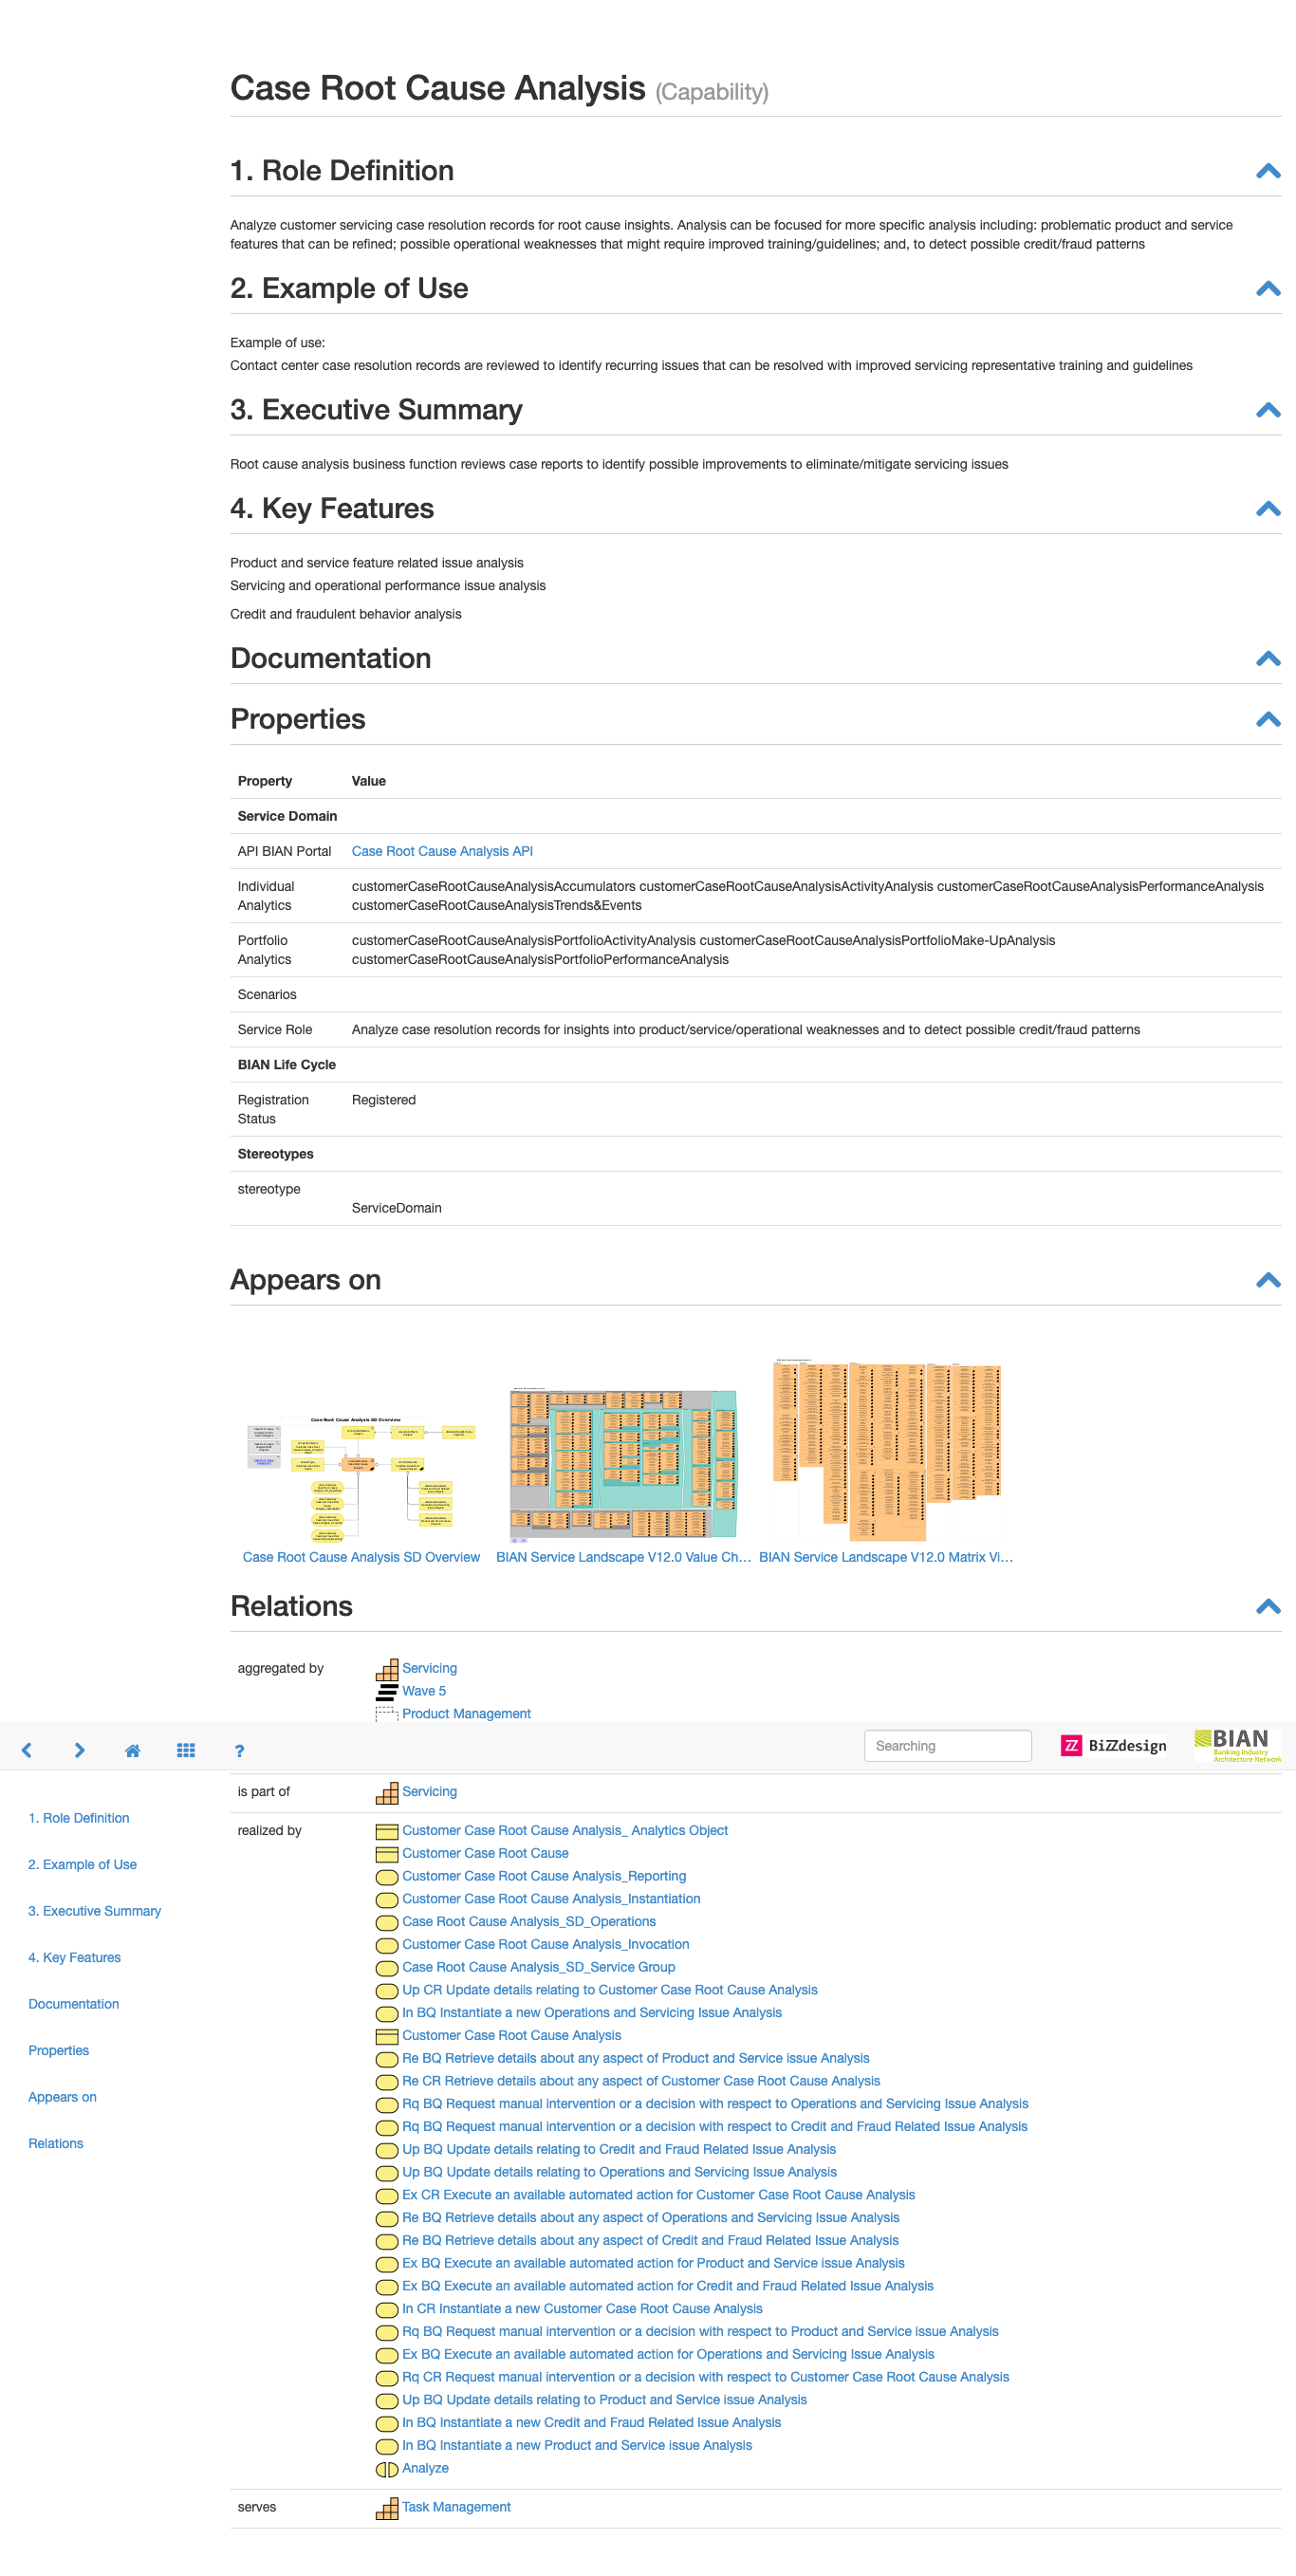 Case Root Cause Analysis (Capability)
1. Role Definition
Analyze customer servicing case resolution records for root cause insights. Analysis can be focused for more specific analysis including: problematic product and service
features that can be refined; possible operational weaknesses that might require improved training/guidelines; and, to detect possible credit/fraud patterns
2. Example of Use
Example of use:
Contact center case resolution records are reviewed to identify recurring issues that can be resolved with improved servicing representative training and guidelines
3. Executive Summary
Root cause analysis business function reviews case reports to identify possible improvements to eliminate/mitigate servicing issues
4. Key Features
Product and service feature related issue analysis
Servicing and operational performance issue analysis
Credit and fraudulent behavior analysis
Documentation
Properties
Property Value
Service Domain
API BIAN Portal Case Root Cause Analysis API
Individual customerCaseRootCauseAnalysisAccumulators customerCaseRootCauseAnalysisActivityAnalysis customerCaseRootCauseAnalysisPerformanceAnalysis
Analytics customerCaseRootCauseAnalysisTrends&Events
Portfolio customerCaseRootCauseAnalysisPortfolioActivityAnalysis customerCaseRootCauseAnalysisPortfolioMake-UpAnalysis
Analytics customerCaseRootCauseAnalysisPortfolioPerformanceAnalysis
Scenarios
Service Role Analyze case resolution records for insights into product/service/operational weaknesses and to detect possible credit/fraud patterns
BIAN Life Cycle
Registration Registered
Status
Stereotypes
stereotype
ServiceDomain
Appears on
Case Root Cause Analysis SD Overview
Case Root Cause Analysis SD Overview BIAN Service Landscape V12.0 Value Ch... BIAN Service Landscape V12.0 Matrix Vi...
Relations
aggregated by Servicing
Wave 5
Product Management
? Searching BiZZdesign BIAN
Banking Industry
Architecture Network
is part of Servicing
1. Role Definition
2. Example of Use
3. Executive Summary
4. Key Features
Documentation
Properties
Appears on
Relations
realized by Customer Case Root Cause Analysis_ Analytics Object
Customer Case Root Cause
Customer Case Root Cause Analysis_Reporting
Customer Case Root Cause Analysis_Instantiation
Case Root Cause Analysis_SD_Operations
Customer Case Root Cause Analysis_Invocation
Case Root Cause Analysis_SD_Service Group
Up CR Update details relating to Customer Case Root Cause Analysis
In BQ Instantiate a new Operations and Servicing Issue Analysis
Customer Case Root Cause Analysis
Re BQ Retrieve details about any aspect of Product and Service issue Analysis
Re CR Retrieve details about any aspect of Customer Case Root Cause Analysis
Rq BQ Request manual intervention or a decision with respect to Operations and Servicing Issue Analysis
Rq BQ Request manual intervention or a decision with respect to Credit and Fraud Related Issue Analysis
Up BQ Update details relating to Credit and Fraud Related Issue Analysis
Up BQ Update details relating to Operations and Servicing Issue Analysis
Ex CR Execute an available automated action for Customer Case Root Cause Analysis
Re BQ Retrieve details about any aspect of Operations and Servicing Issue Analysis
Re BQ Retrieve details about any aspect of Credit and Fraud Related Issue Analysis
Ex BQ Execute an available automated action for Product and Service issue Analysis
Ex BQ Execute an available automated action for Credit and Fraud Related Issue Analysis
In CR Instantiate a new Customer Case Root Cause Analysis
Rq BQ Request manual intervention or a decision with respect to Product and Service issue Analysis
Ex BQ Execute an available automated action for Operations and Servicing Issue Analysis
Rq CR Request manual intervention or a decision with respect to Customer Case Root Cause Analysis
Up BQ Update details relating to Product and Service issue Analysis
In BQ Instantiate a new Credit and Fraud Related Issue Analysis
In BQ Instantiate a new Product and Service issue Analysis
Analyze
serves Task Management